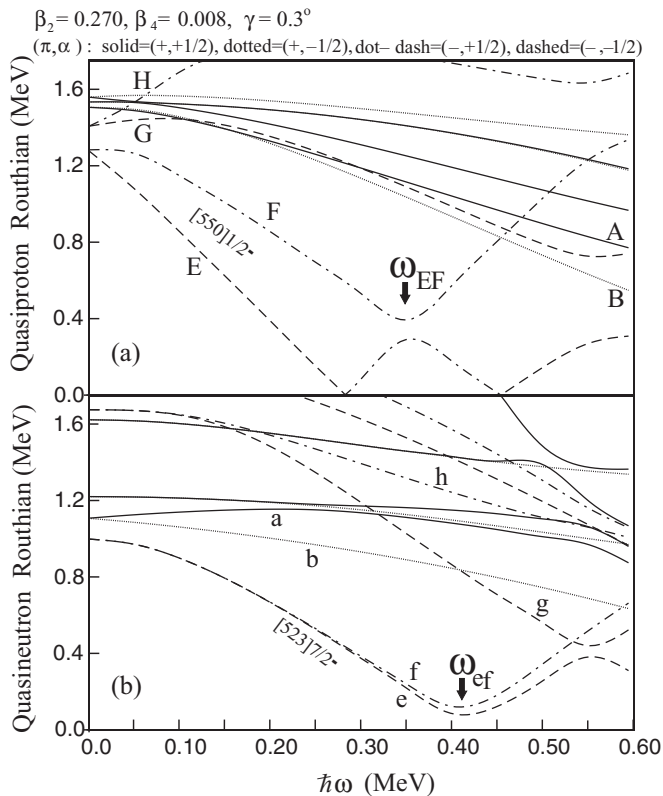 β₂= 0.270, β₄= 0.008, γ = 0.3°
(π,α) : solid=(+,+1/2), dotted=(+,−1/2), dot− dash=(−,+1/2), dashed=(−,−1/2)
Quasiproton Routhian (MeV)
1.6
1.2
0.8
0.4
0.0
H
G
F
[550]1/2⁻
E
ω_EF
A
B
(a)
Quasineutron Routhian (MeV)
1.6
1.2
0.8
0.4
0.0
h
a
b
g
[523]7/2⁻
f
e
ω_ef
(b)
0.0 0.10 0.20 0.30 0.40 0.50 0.60
ħω (MeV)